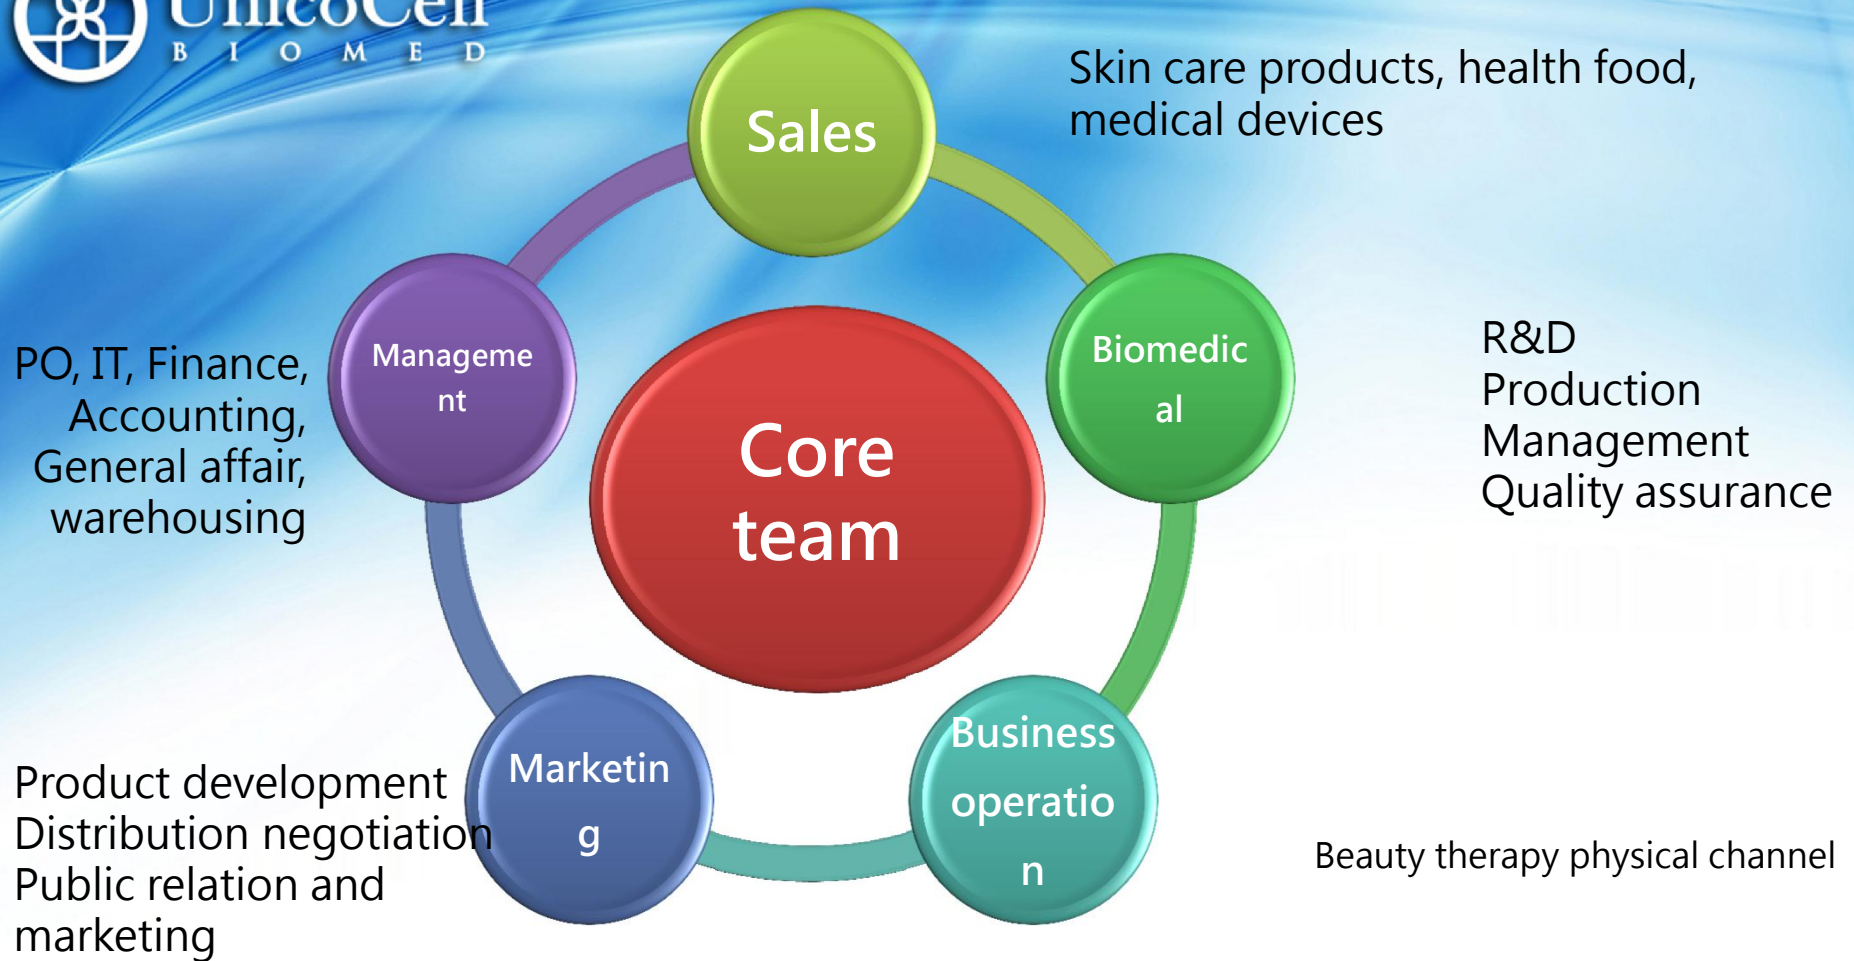 UnicoCell
BIOMED
Sales
Skin care products, health food,
medical devices
Manageme
nt
PO, IT, Finance,
Accounting,
General affair,
warehousing
Biomedic
al
R&D
Production
Management
Quality assurance
Core
team
Marketin
g
Product development
Distribution negotiation
Public relation and
marketing
Business
operatio
n
Beauty therapy physical channel